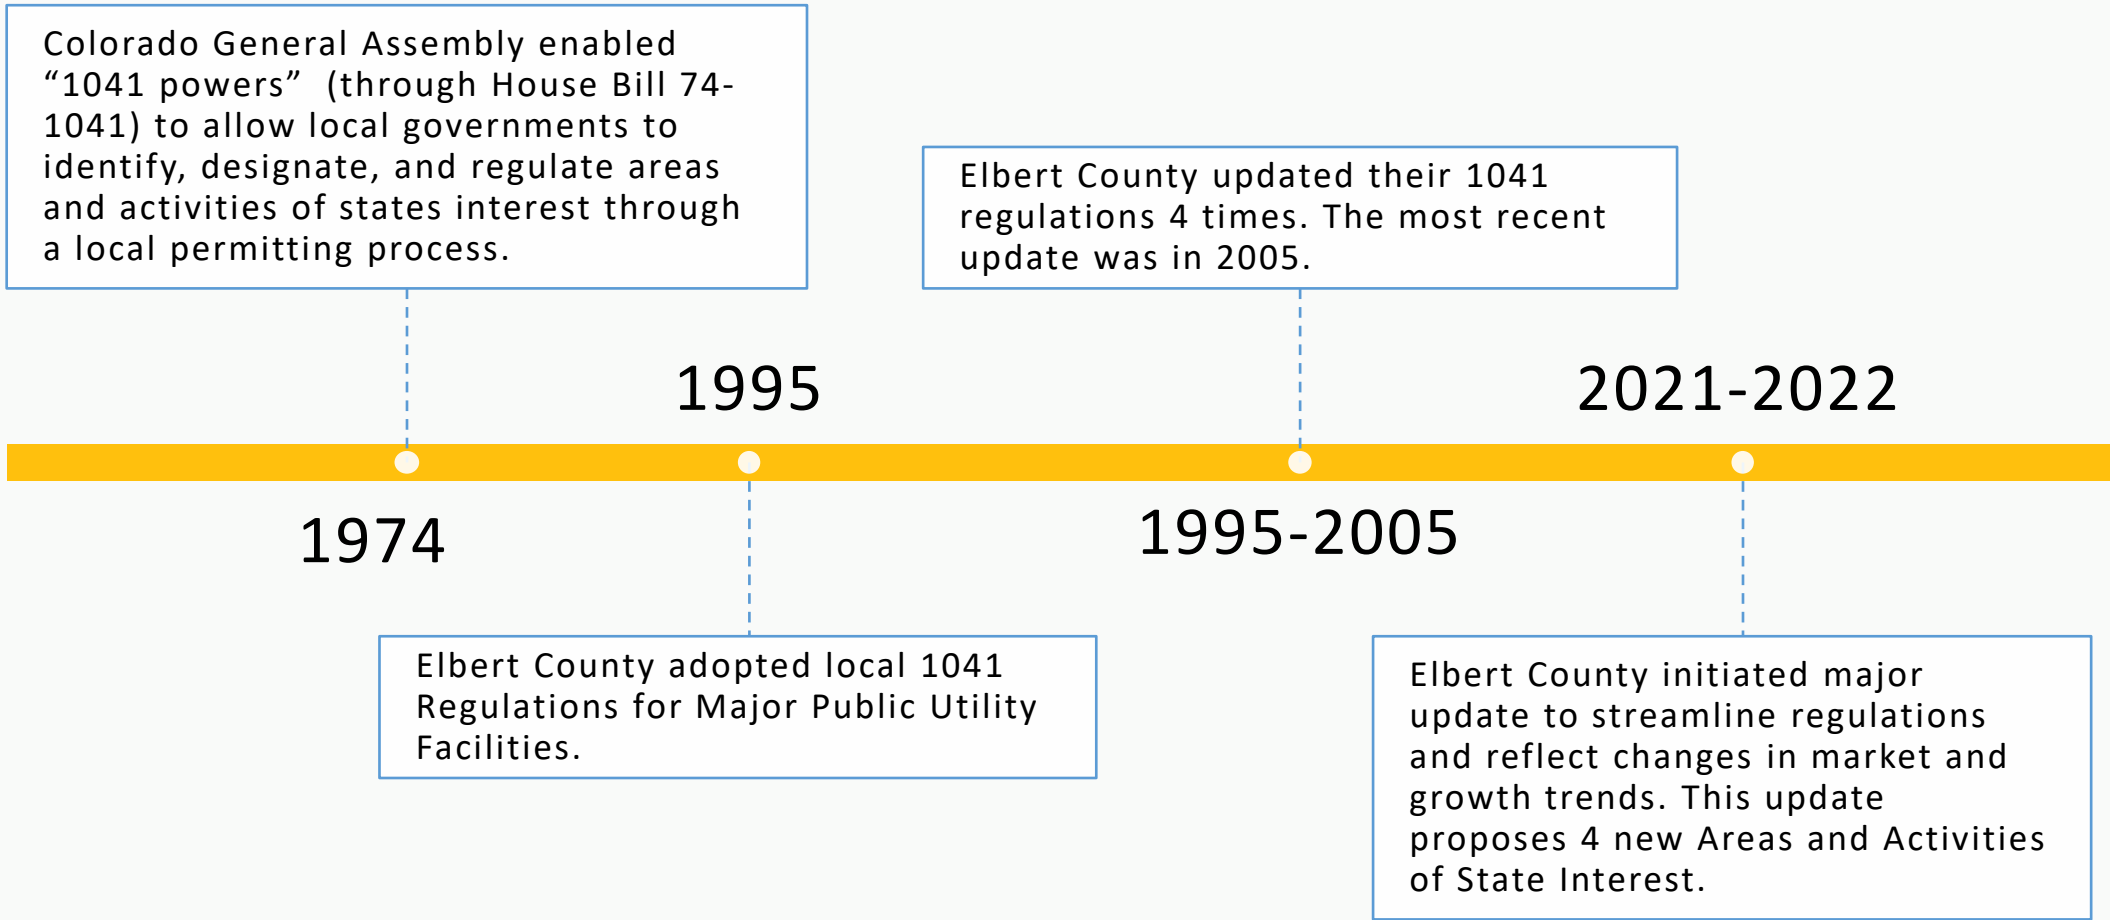 Colorado General Assembly enabled
“1041 powers”  (through House Bill 74-
1041) to allow local governments to
identify, designate, and regulate areas
and activities of states interest through
a local permitting process.
1974
1995
Elbert County adopted local 1041
Regulations for Major Public Utility
Facilities.
Elbert County updated their 1041
regulations 4 times. The most recent
update was in 2005.
1995-2005
2021-2022
Elbert County initiated major
update to streamline regulations
and reflect changes in market and
growth trends. This update
proposes 4 new Areas and Activities
of State Interest.